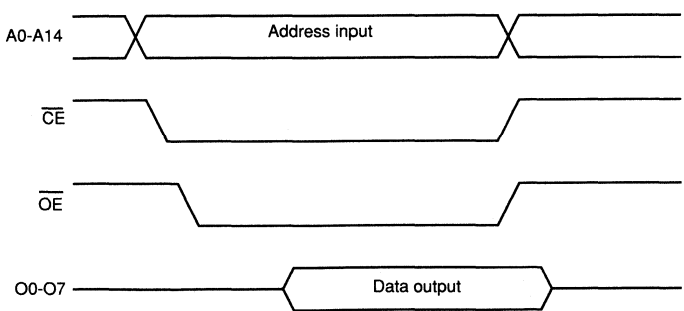 A0-A14
Address input
CE
OE
O0-O7
Data output